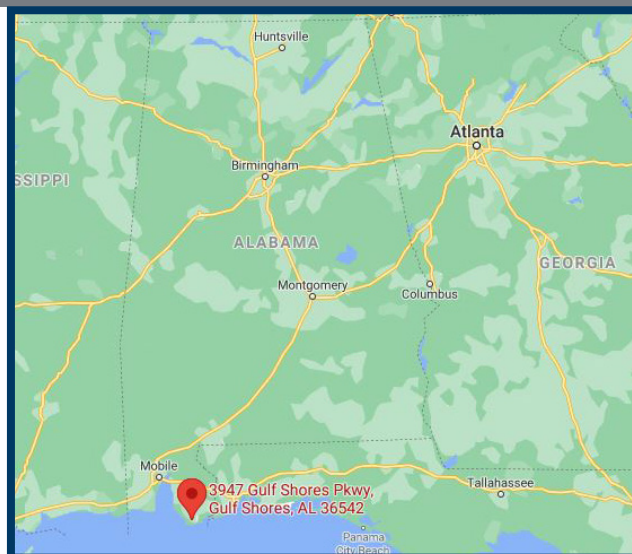 Huntsville
Atlanta
Birmingham
SSIPPI
ALABAMA
GEORGIA
Montgomery
Columbus
Mobile
3947 Gulf Shores Pkwy,
Gulf Shores, AL 36542
Tallahassee
Panama
City Beach